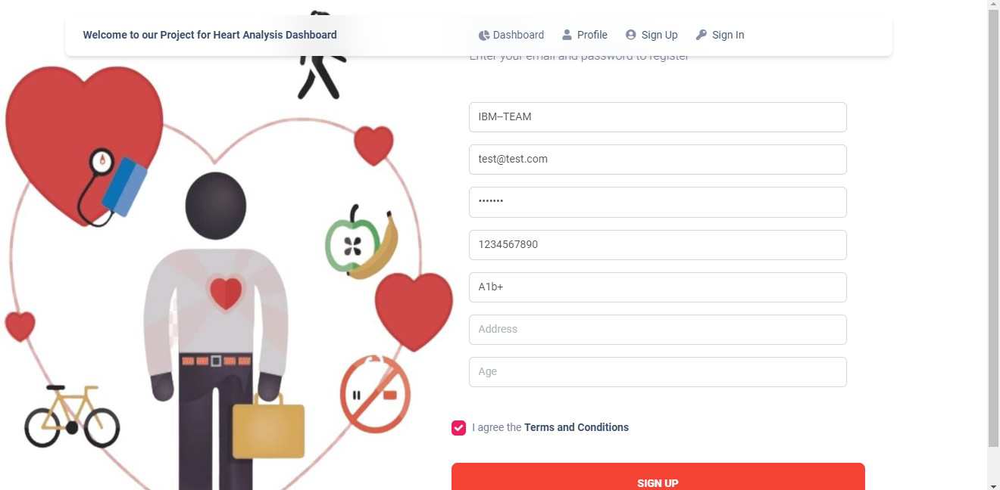 Welcome to our Project for Heart Analysis Dashboard
Dashboard Profile Sign Up Sign In
Enter your email and password to register
IBM--TEAM
test@test.com
•••••••
1234567890
A1b+
Address
Age
I agree the Terms and Conditions
SIGN UP